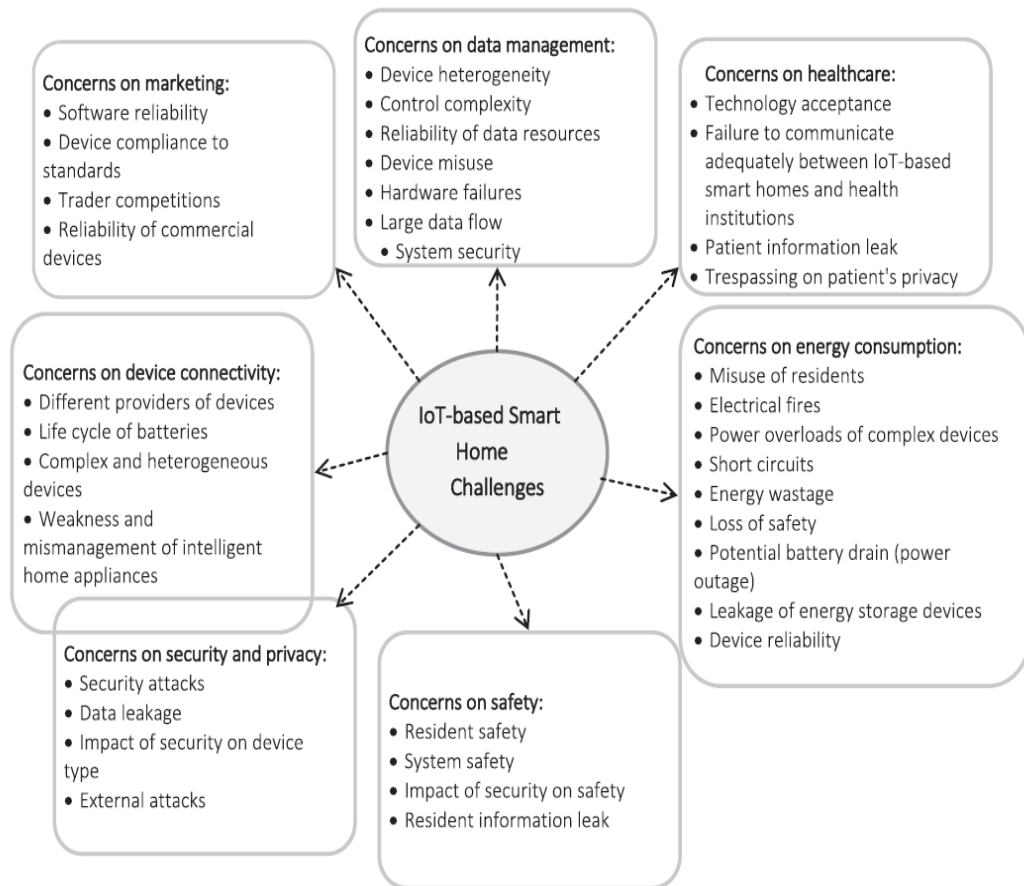 Concerns on marketing:
• Software reliability
• Device compliance to
standards
• Trader competitions
• Reliability of commercial
devices
Concerns on data management:
• Device heterogeneity
• Control complexity
• Reliability of data resources
• Device misuse
• Hardware failures
• Large data flow
• System security
Concerns on healthcare:
• Technology acceptance
• Failure to communicate
adequately between IoT-based
smart homes and health
institutions
• Patient information leak
• Trespassing on patient's privacy
Concerns on device connectivity:
• Different providers of devices
• Life cycle of batteries
• Complex and heterogeneous
devices
• Weakness and
mismanagement of intelligent
home appliances
IoT-based Smart
Home
Challenges
Concerns on energy consumption:
• Misuse of residents
• Electrical fires
• Power overloads of complex devices
• Short circuits
• Energy wastage
• Loss of safety
• Potential battery drain (power
outage)
• Leakage of energy storage devices
• Device reliability
Concerns on security and privacy:
• Security attacks
• Data leakage
• Impact of security on device
type
• External attacks
Concerns on safety:
• Resident safety
• System safety
• Impact of security on safety
• Resident information leak